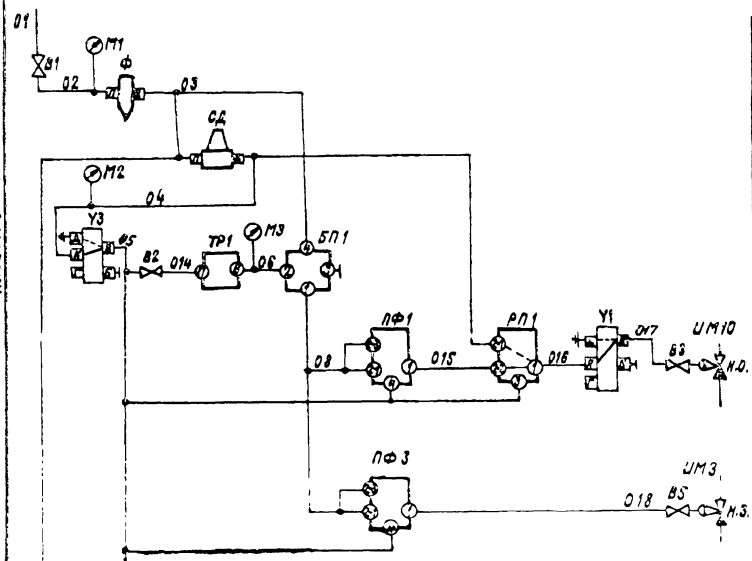 01
В1
02
М1
Ф
03
СД
М2
04
У3
05
В2
014
ТР1
М3
06
БП1
08
ПФ1
015
РП1
016
У1
017
ИМ10
В3
Н.О.
ПФ3
018
ИМ3
В5
Н.З.